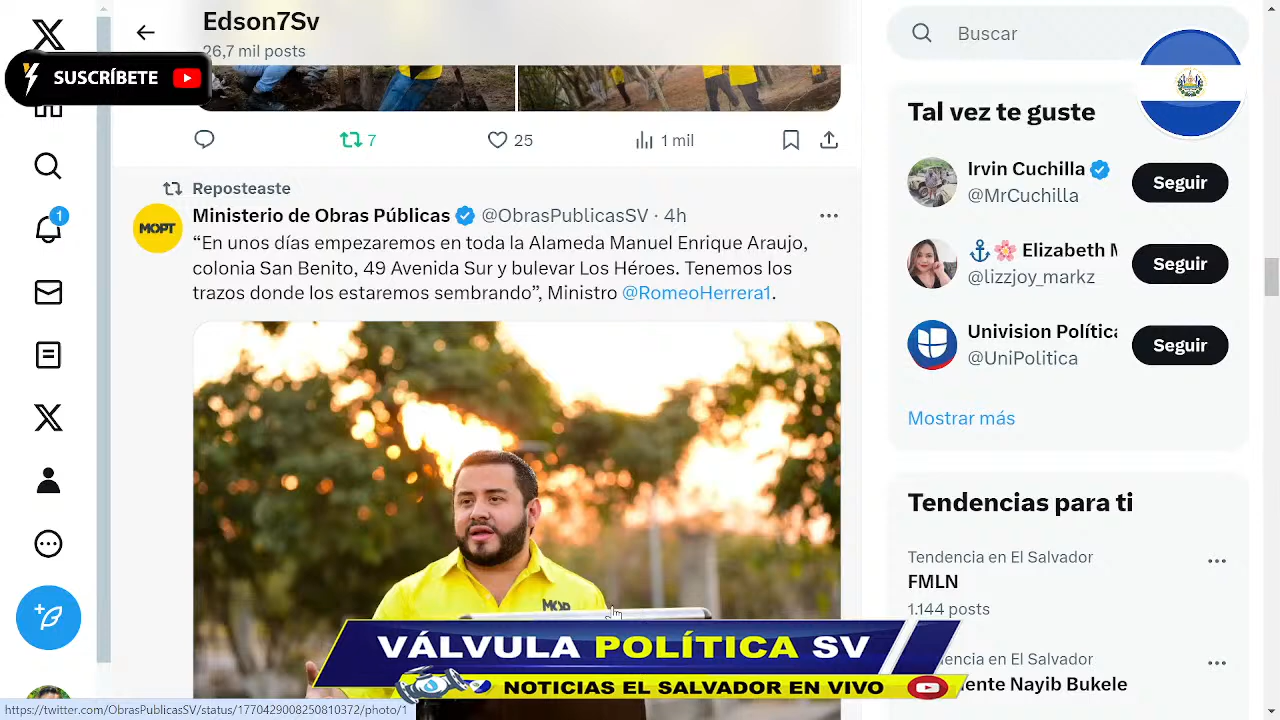 Edson7Sv
26,7 mil posts
SUSCRÍBETE
7
25
1 mil
Reposteaste
MOPT
Ministerio de Obras Públicas @ObrasPublicasSV · 4h
“En unos días empezaremos en toda la Alameda Manuel Enrique Araujo,
colonia San Benito, 49 Avenida Sur y bulevar Los Héroes. Tenemos los
trazos donde los estaremos sembrando”, Ministro @RomeoHerrera1.
1
MOP
VÁLVULA POLÍTICA SV
NOTICIAS EL SALVADOR EN VIVO
https://twitter.com/ObrasPublicasSV/status/1770429008250810372/photo/1
Buscar
Tal vez te guste
Irvin Cuchilla
@MrCuchilla
Seguir
Elizabeth M
@lizzjoy_markz
Seguir
Univision Política
@UniPolitica
Seguir
Mostrar más
Tendencias para ti
Tendencia en El Salvador
FMLN
1.144 posts
encia en El Salvador
ente Nayib Bukele